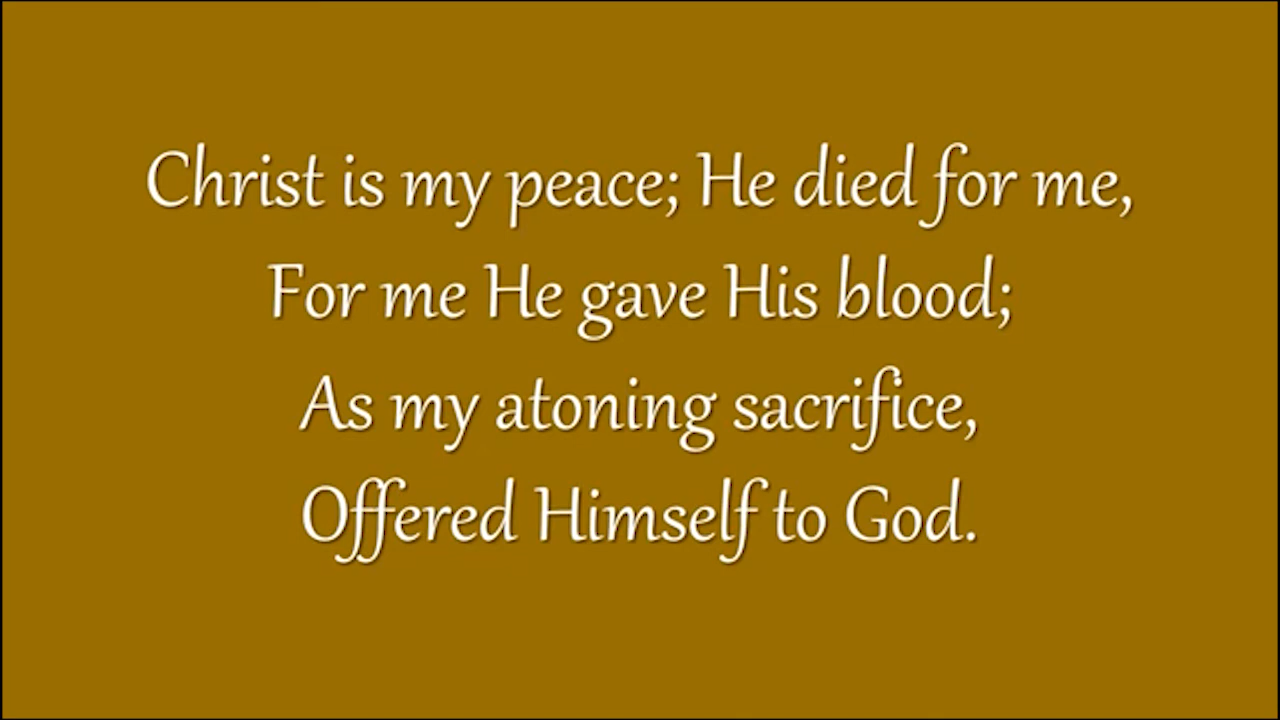 Christ is my peace; He died for me,
For me He gave His blood;
As my atoning sacrifice,
Offered Himself to God.